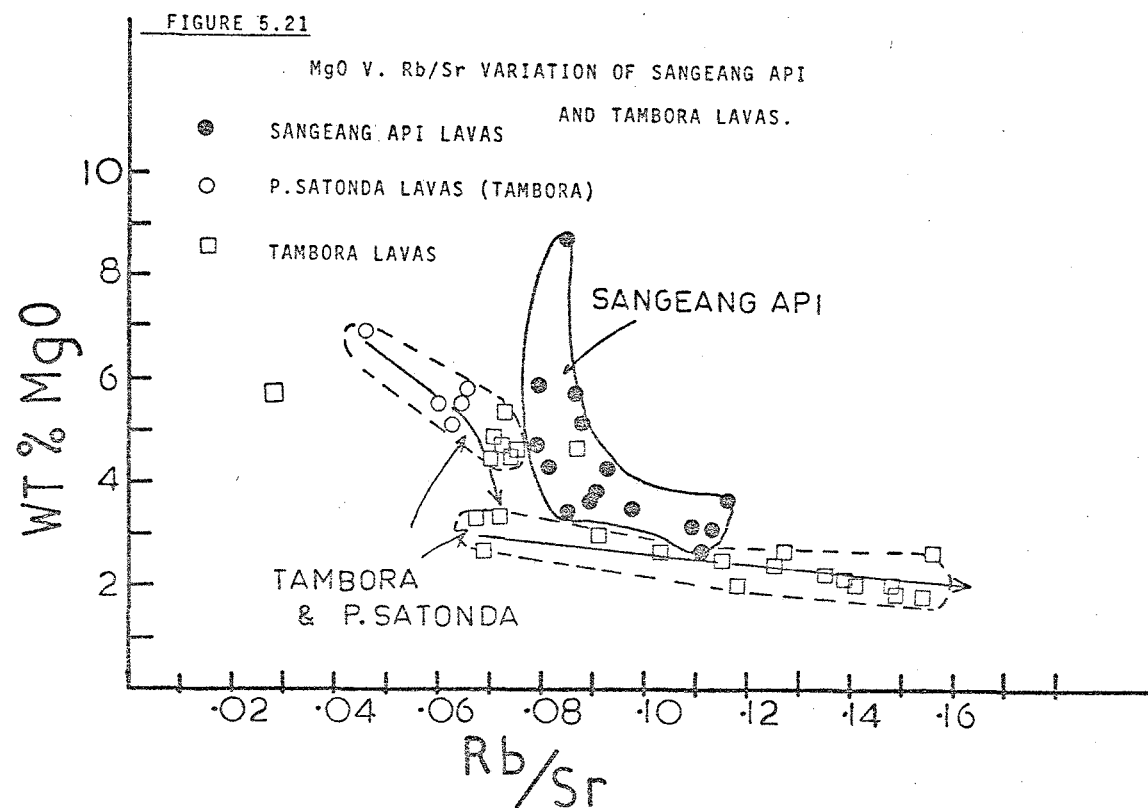 FIGURE 5.21
MgO V. Rb/Sr VARIATION OF SANGEANG API
AND TAMBORA LAVAS.
SANGEANG API LAVAS
P.SATONDA LAVAS (TAMBORA)
TAMBORA LAVAS
10
8
6
4
2
WT % MgO
SANGEANG API
TAMBORA
& P.SATONDA
.02 .04 .06 .08 .10 .12 .14 .16
Rb/Sr